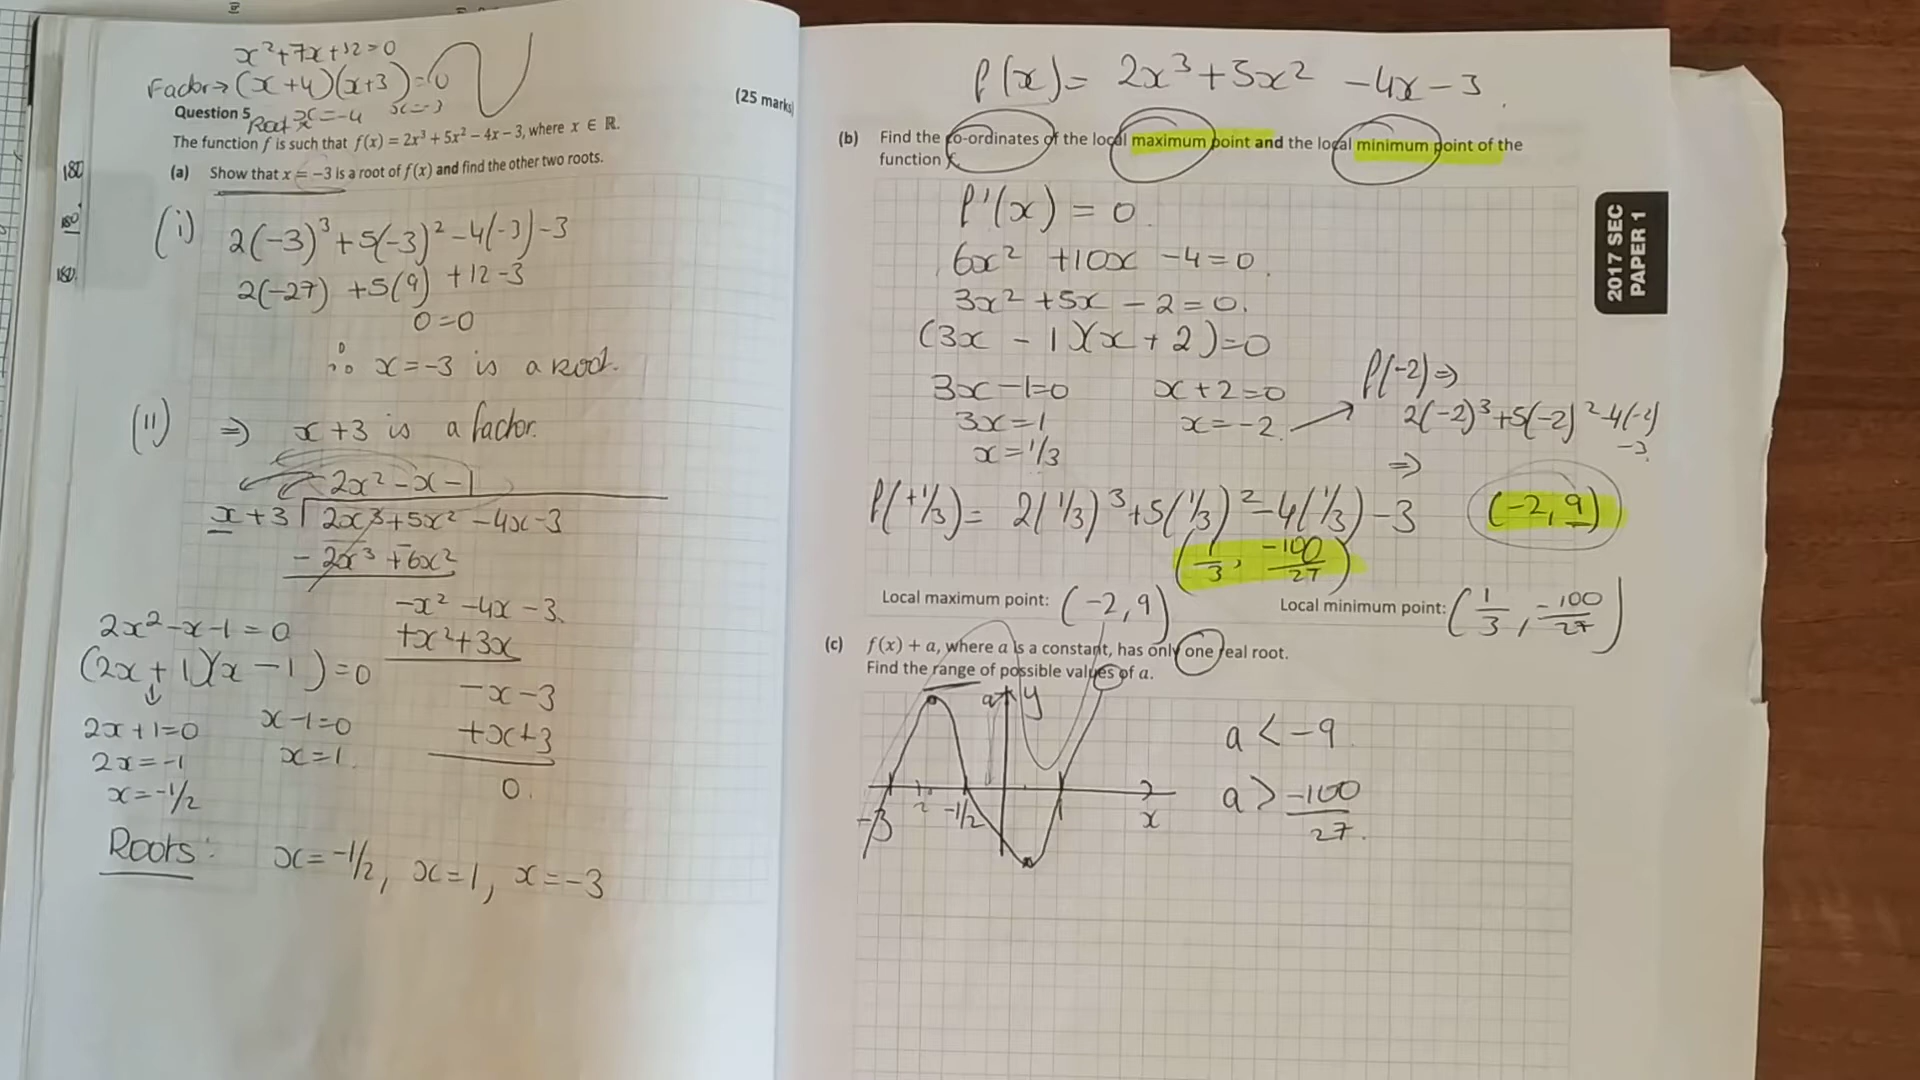 x²+7x+12=0
Factor→(x+4)(x+3)=0
Root x=-4 x=-3
(25 marks)
Question 5
The function f is such that f(x) = 2x³ + 5x² − 4x − 3, where x ∈ ℝ.
(a) Show that x = −3 is a root of f(x) and find the other two roots.
180
180
180
(i) 2(-3)³+5(-3)²-4(-3)-3
2(-27) +5(9) +12-3
0=0
∴ x=-3 is a root.
(ii) ⇒ x+3 is a factor.
2x²-x-1
x+3 2x³+5x²-4x-3
- 2x³ +6x²
-x²-4x-3
+x²+3x
-x-3
+x+3
0.
2x²-x-1=0
(2x+1)(x-1)=0
2x+1=0 x-1=0
2x=-1 x=1
x=-1/2
Roots: x=-1/2, x=1, x=-3
f(x)= 2x³+5x²-4x-3
(b) Find the co-ordinates of the local maximum point and the local minimum point of the
function f.
f'(x)=0
6x²+10x-4=0
3x²+5x-2=0.
(3x-1)(x+2)=0
3x-1=0 x+2=0
3x=1 x=-2
x=1/3
f(-2)⇒
2(-2)³+5(-2)²-4(-2)
-3
⇒
(-2,9)
f(+1/3)= 2(1/3)³+5(1/3)²-4(1/3)-3
(1/3, -100/27)
Local maximum point: (-2,9)
Local minimum point: (1/3, -100/27)
(c) f(x) + a, where a is a constant, has only one real root.
Find the range of possible values of a.
y
x
-3
-1/2
a<-9
a>-100/27.
2017 SEC
PAPER 1